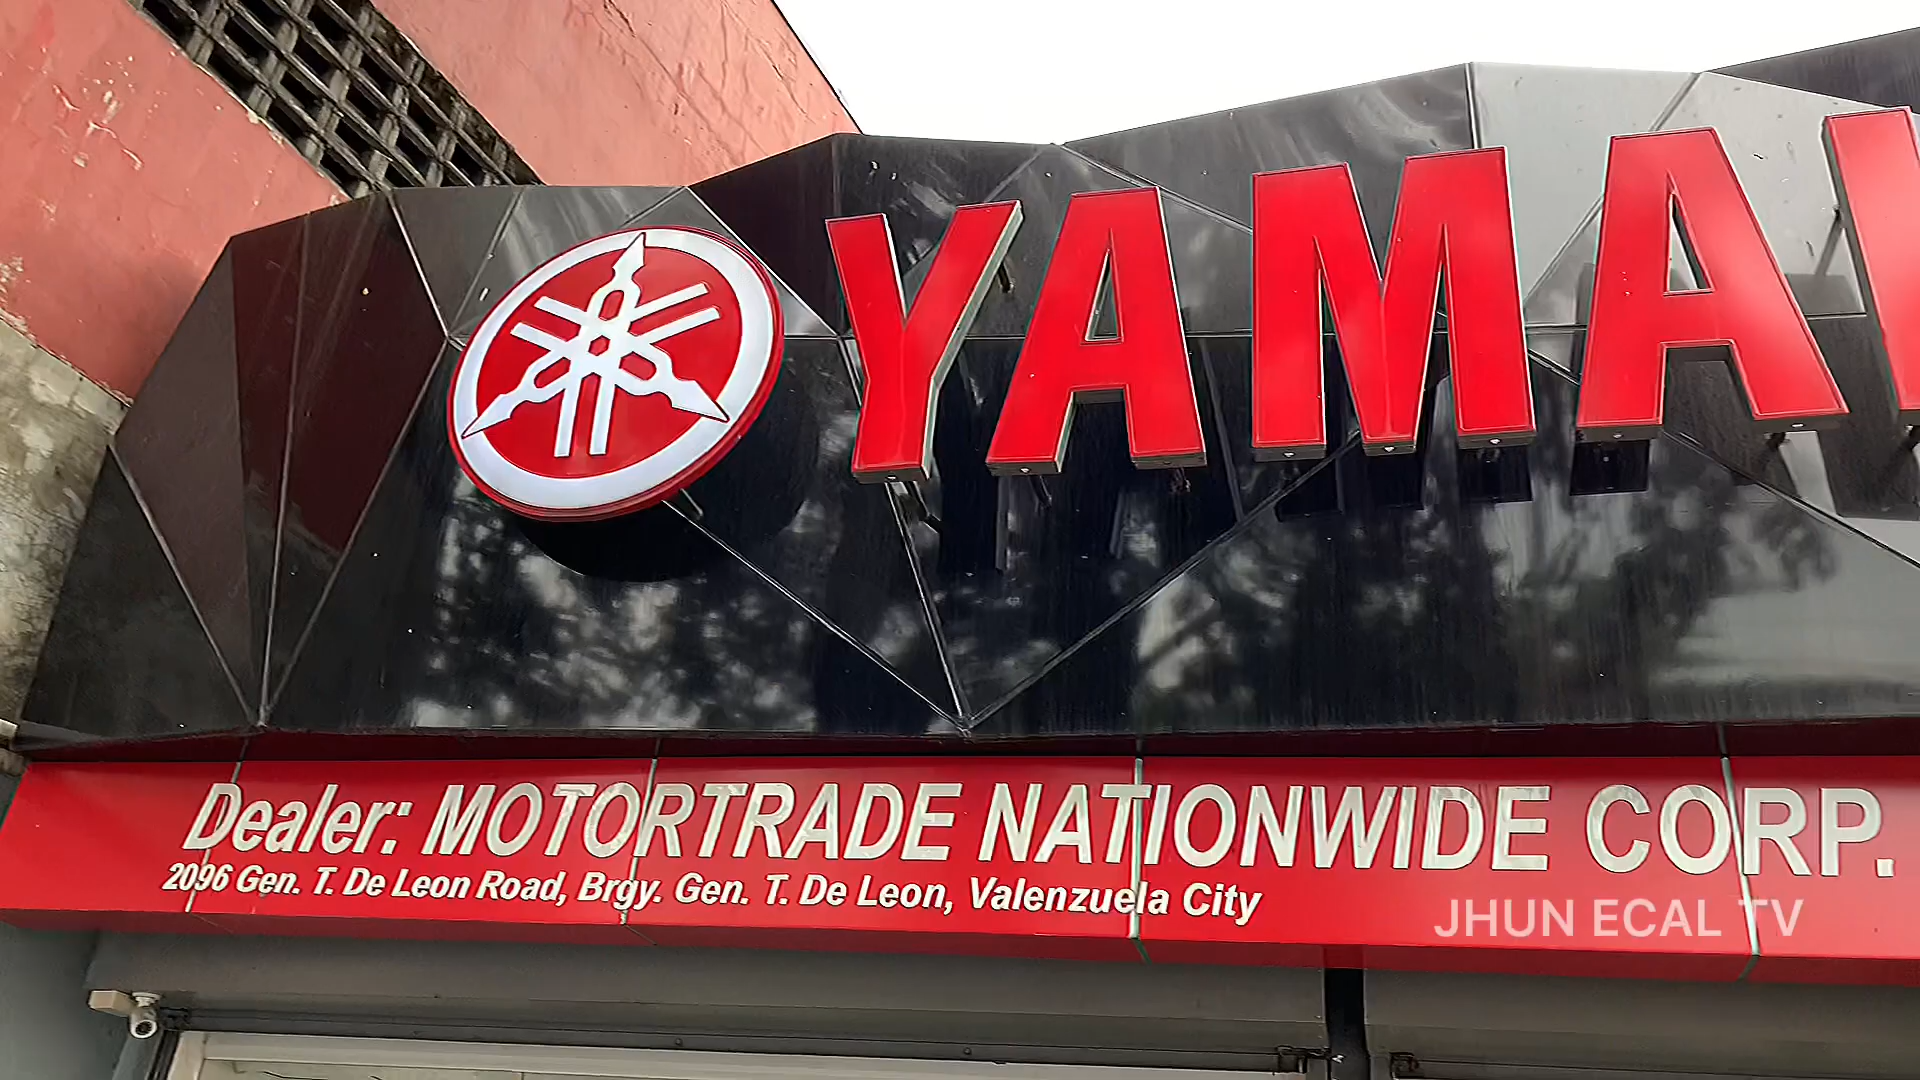 YAMA
Dealer: MOTORTRADE NATIONWIDE CORP.
2096 Gen. T. De Leon Road, Brgy. Gen. T. De Leon, Valenzuela City
JHUN ECAL TV